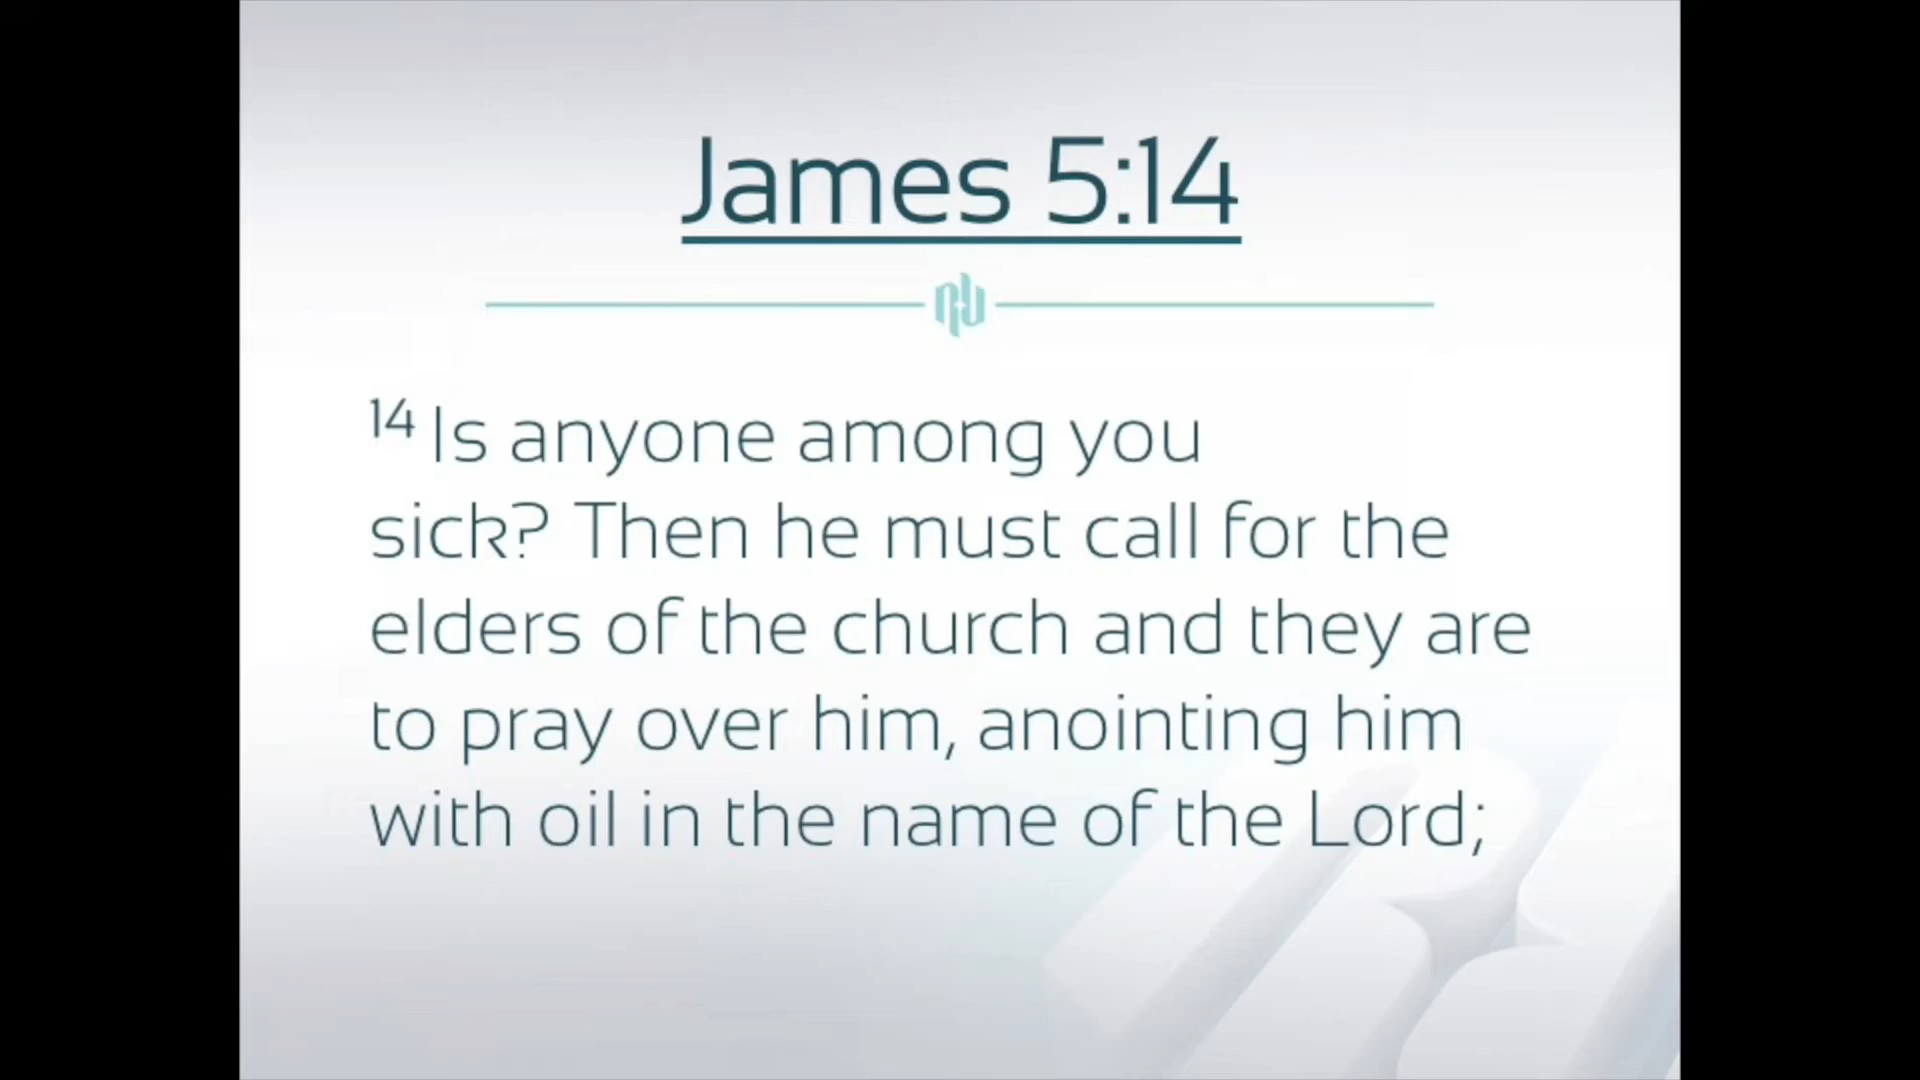 James 5:14
14 Is anyone among you
sick? Then he must call for the
elders of the church and they are
to pray over him, anointing him
with oil in the name of the Lord;